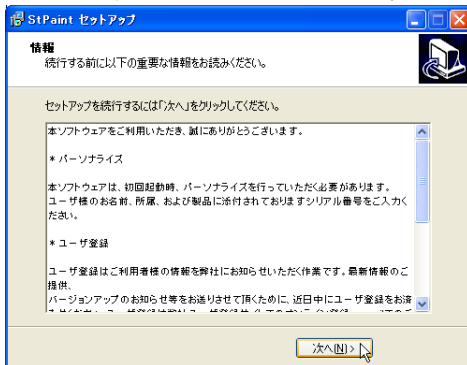 StPaint セットアップ
情報
続行する前に以下の重要な情報をお読みください。
セットアップを続行するには「次へ」をクリックしてください。
本ソフトウェアをご利用いただき、誠にありがとうございます。
* パーソナライズ
本ソフトウェアは、初回起動時、パーソナライズを行っていただく必要があります。
ユーザ様のお名前、所属、および製品に添付されておりますシリアル番号をご入力く
ださい。
* ユーザ登録
ユーザ登録はご利用者様の情報を弊社にお知らせいただく作業です。最新情報のご
提供、
バージョンアップのお知らせ等をお送りさせて頂くために、近日中にユーザ登録をお済
次へ(N) >